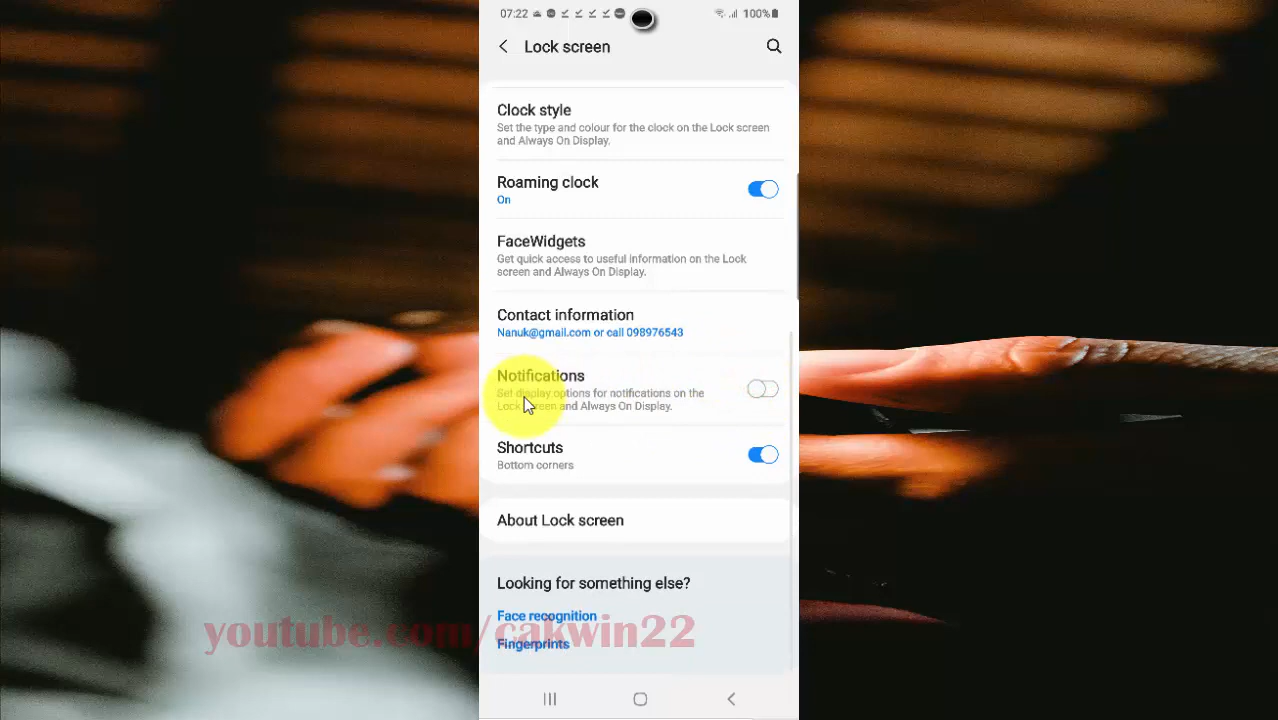 07:22 100%
Lock screen
Clock style
Set the type and colour for the clock on the Lock screen
and Always On Display.
Roaming clock
On
FaceWidgets
Get quick access to useful information on the Lock
screen and Always On Display.
Contact information
Nanuk@gmail.com or call 098976543
Notifications
Set display options for notifications on the
Lock screen and Always On Display.
Shortcuts
Bottom corners
About Lock screen
Looking for something else?
Face recognition
youtube.com/cakwin22
Fingerprints